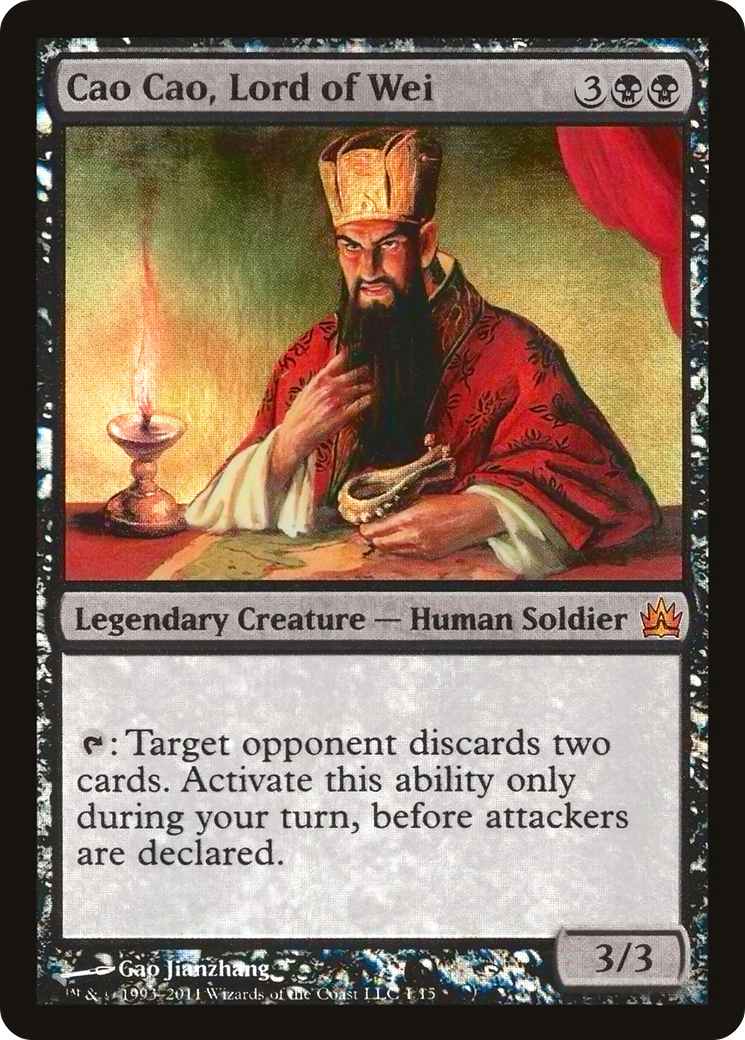 Cao Cao, Lord of Wei 3
Legendary Creature — Human Soldier
: Target opponent discards two
cards. Activate this ability only
during your turn, before attackers
are declared.
3/3
Gao Jianzhang
™ & © 1993–2011 Wizards of the Coast LLC 1/15